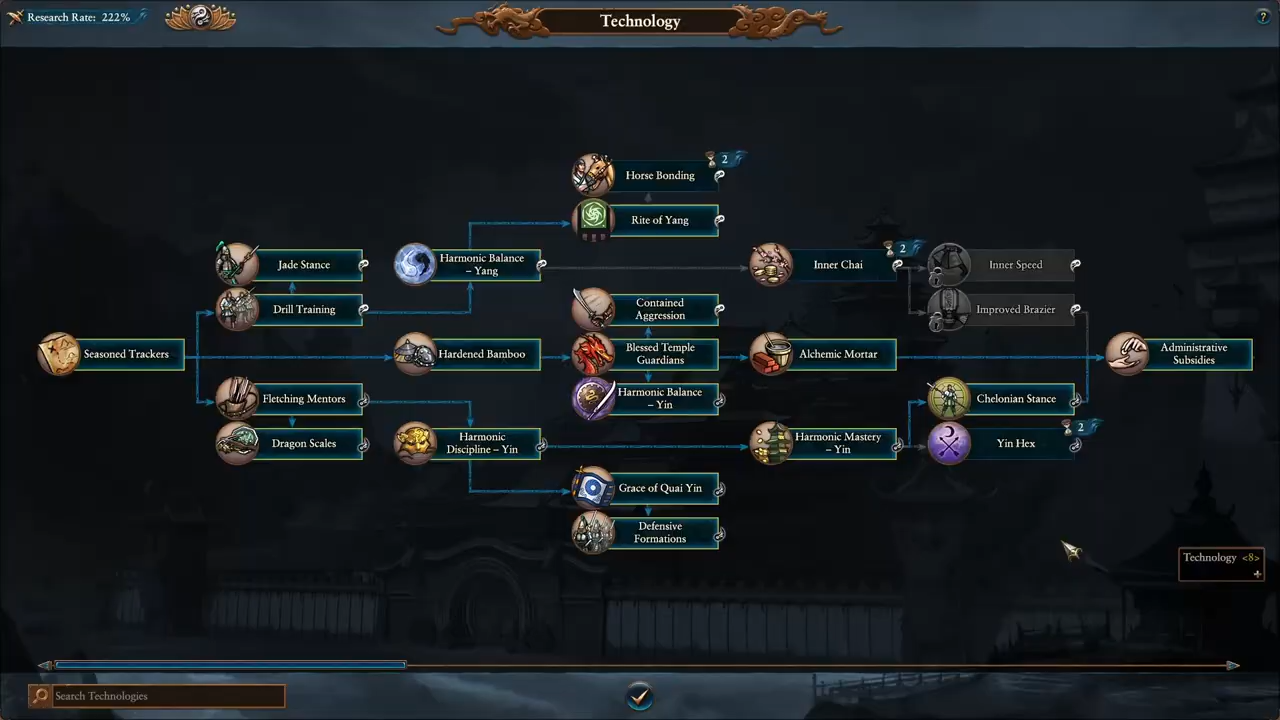 Research Rate: 222%
Technology
?
Horse Bonding
2
Rite of Yang
Jade Stance
Harmonic Balance
– Yang
Inner Chai
2
Inner Speed
Drill Training
Contained
Aggression
Improved Brazier
Seasoned Trackers
Hardened Bamboo
Blessed Temple
Guardians
Alchemic Mortar
Administrative
Subsidies
Fletching Mentors
Harmonic Balance
– Yin
Chelonian Stance
Dragon Scales
Harmonic
Discipline – Yin
Harmonic Mastery
– Yin
Yin Hex
2
Grace of Quai Yin
Defensive
Formations
Technology <8>
+
Search Technologies